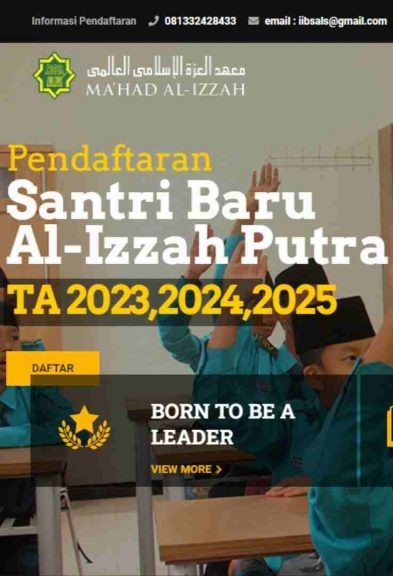 Informasi Pendaftaran 081332428433 email : iibsals@gmail.com
معهد العزة الإسلامي العالمي
MA'HAD AL-IZZAH
Pendaftaran
Santri Baru
Al-Izzah Putra
TA 2023,2024,2025
DAFTAR
BORN TO BE A
LEADER
VIEW MORE